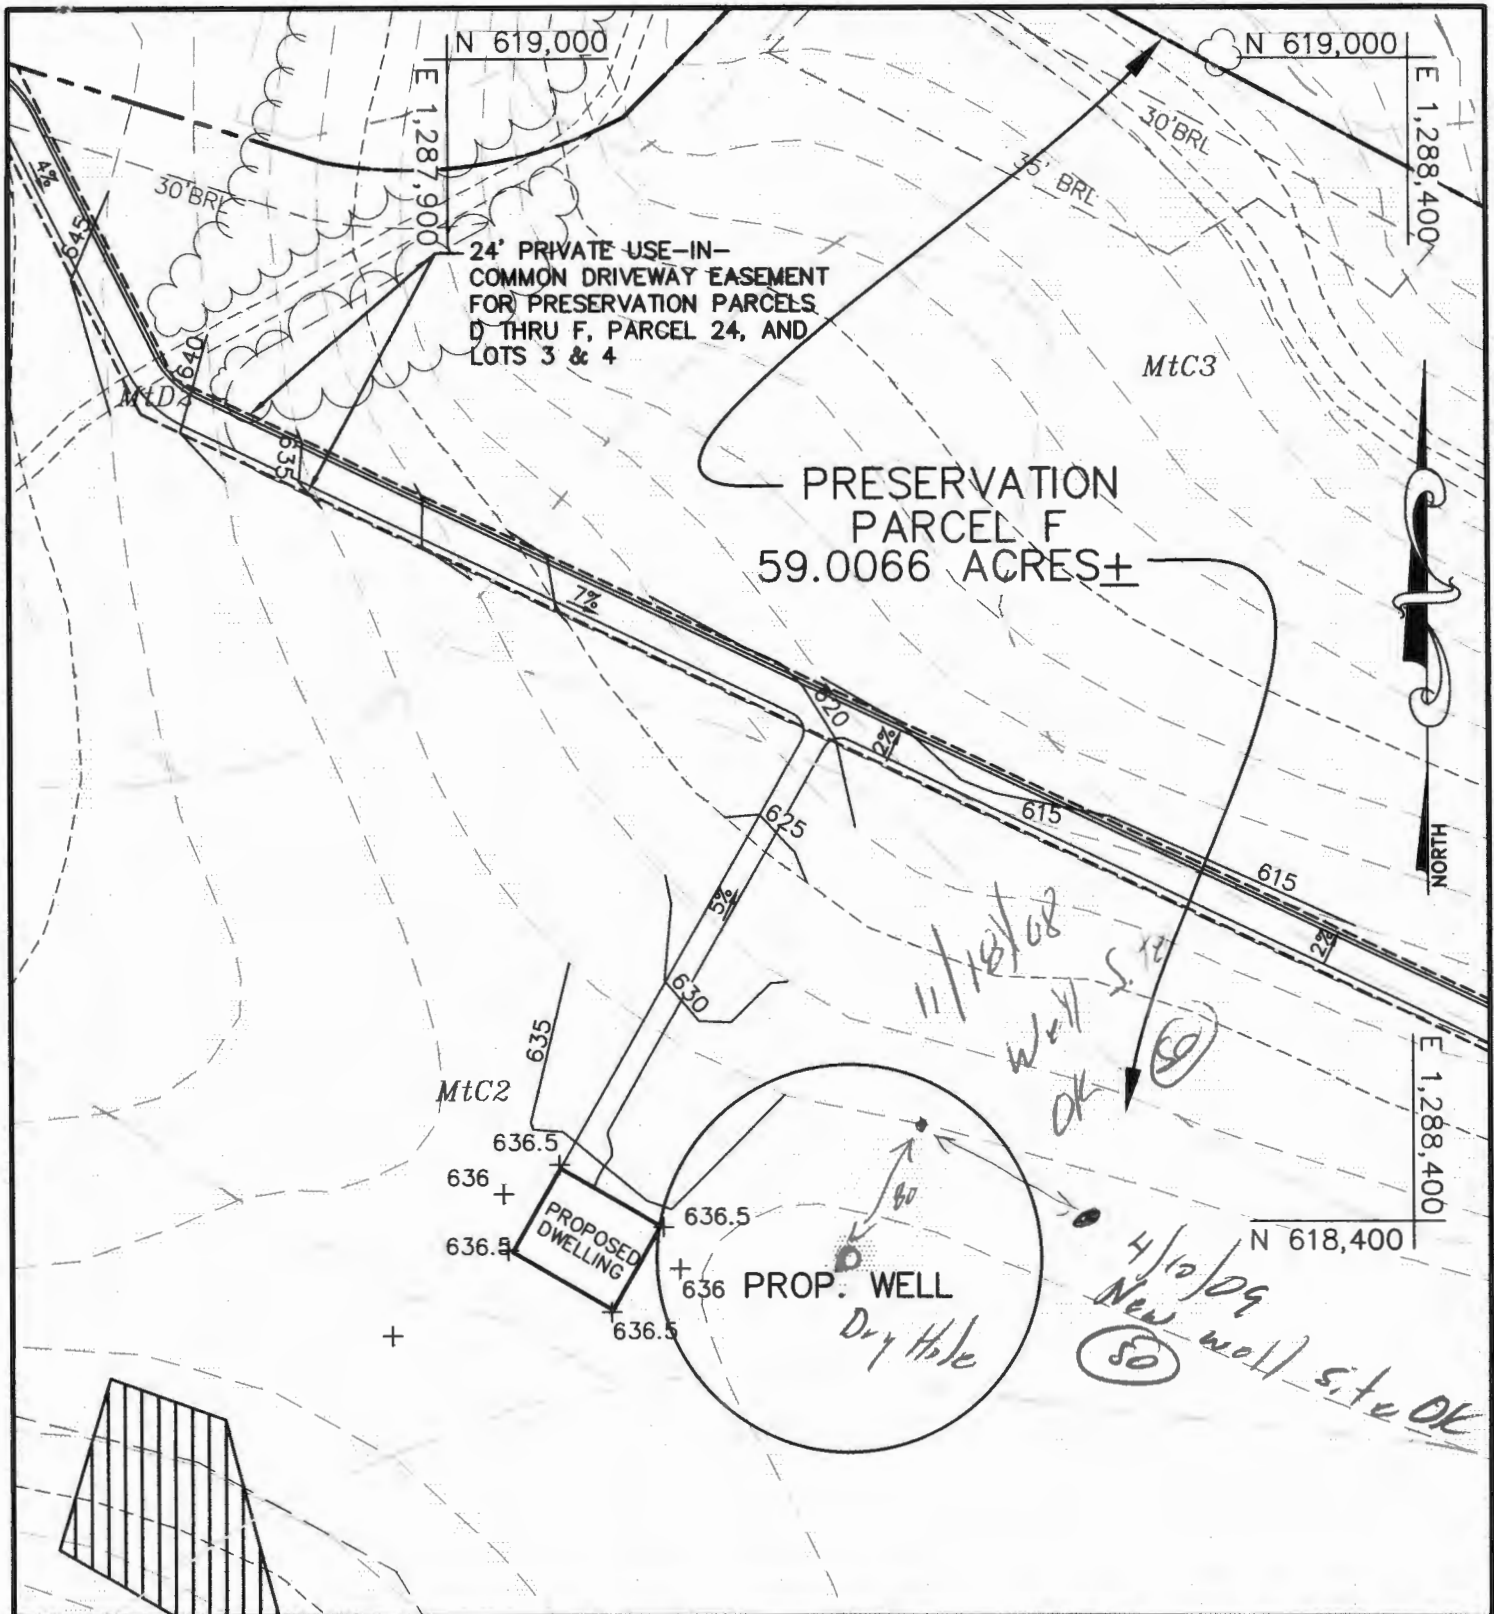 N 619,000
E 1,287,900
N 619,000
E 1,288,400
30'BRL
35' BRL
30'BRL
4%
645
24' PRIVATE USE-IN-
COMMON DRIVEWAY EASEMENT
FOR PRESERVATION PARCELS
D THRU F, PARCEL 24, AND
LOTS 3 & 4
640
MtD2
635
MtC3
PRESERVATION
PARCEL F
59.0066 ACRES±
7%
620
2%
625
615
615
NORTH
5%
2%
630
11/18/08
Well Site
OK
635
MtC2
E 1,288,400
N 618,400
636.5
636
636.5
PROPOSED
DWELLING
636.5
636
636.5
80
PROP. WELL
Dry Hole
4/10/09
New well site OK